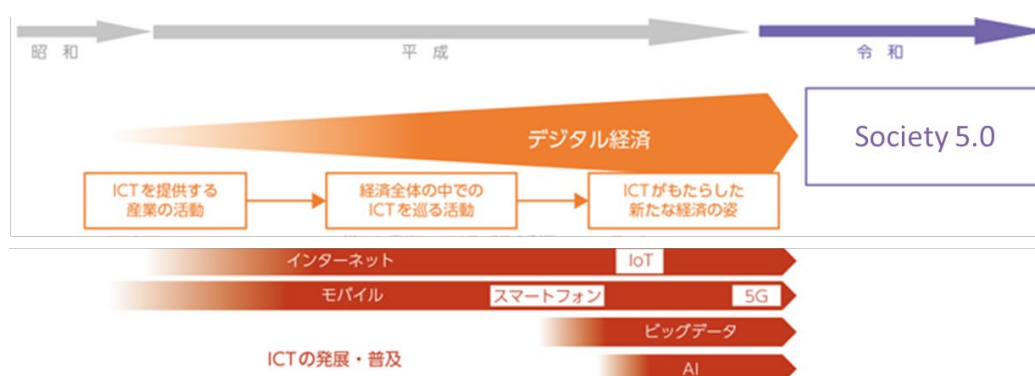 昭 和
平 成
令 和
デジタル経済
Society 5.0
ICTを提供する
産業の活動
経済全体の中での
ICTを巡る活動
ICTがもたらした
新たな経済の姿
インターネット
IoT
モバイル
スマートフォン
5G
ビッグデータ
ICTの発展・普及
AI